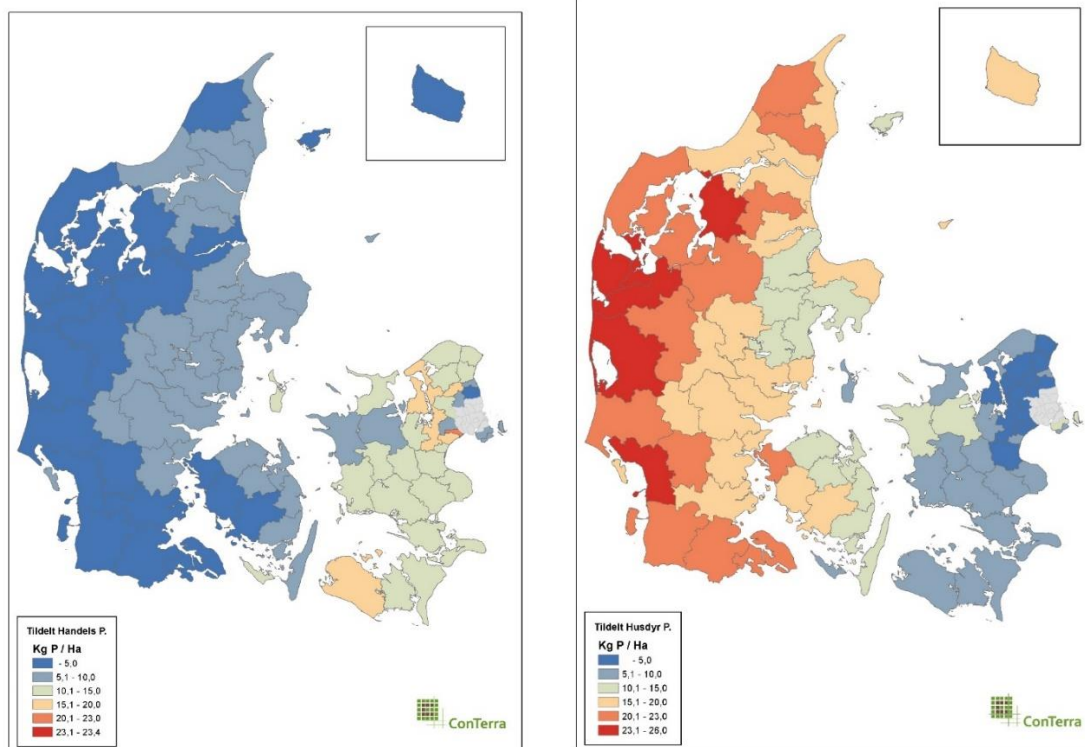 Tildelt Handels P.
Kg P / Ha
- 5,0
5,1 - 10,0
10,1 - 15,0
15,1 - 20,0
20,1 - 23,0
23,1 - 23,4
ConTerra
Tildelt Husdyr P.
Kg P / Ha
- 5,0
5,1 - 10,0
10,1 - 15,0
15,1 - 20,0
20,1 - 23,0
23,1 - 26,0
ConTerra